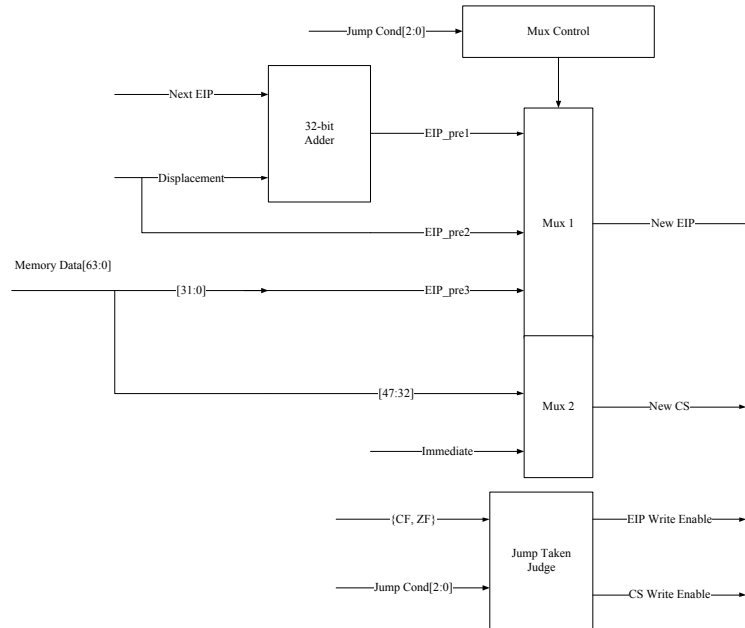 Jump Cond[2:0]
Mux Control
Next EIP
32-bit
Adder
EIP_pre1
Displacement
Mux 1
New EIP
EIP_pre2
Memory Data[63:0]
[31:0]
EIP_pre3
[47:32]
Mux 2
New CS
Immediate
{CF, ZF}
EIP Write Enable
Jump Taken
Judge
Jump Cond[2:0]
CS Write Enable